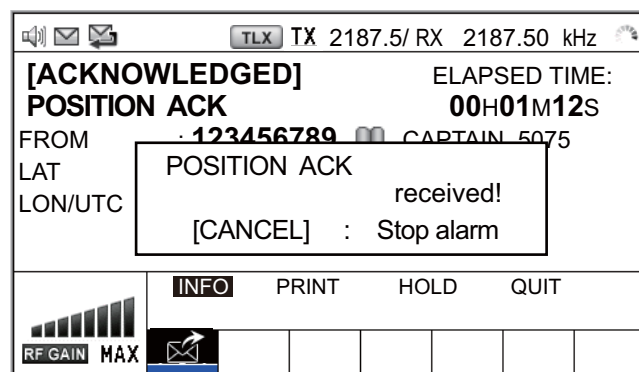 TLX TX 2187.5/ RX 2187.50 kHz
[ACKNOWLEDGED] ELAPSED TIME:
POSITION ACK 00H01M12S
FROM : 123456789 CAPTAIN 5075
LAT
LON/UTC
POSITION ACK
received!
[CANCEL] : Stop alarm
INFO PRINT HOLD QUIT
RF GAIN MAX